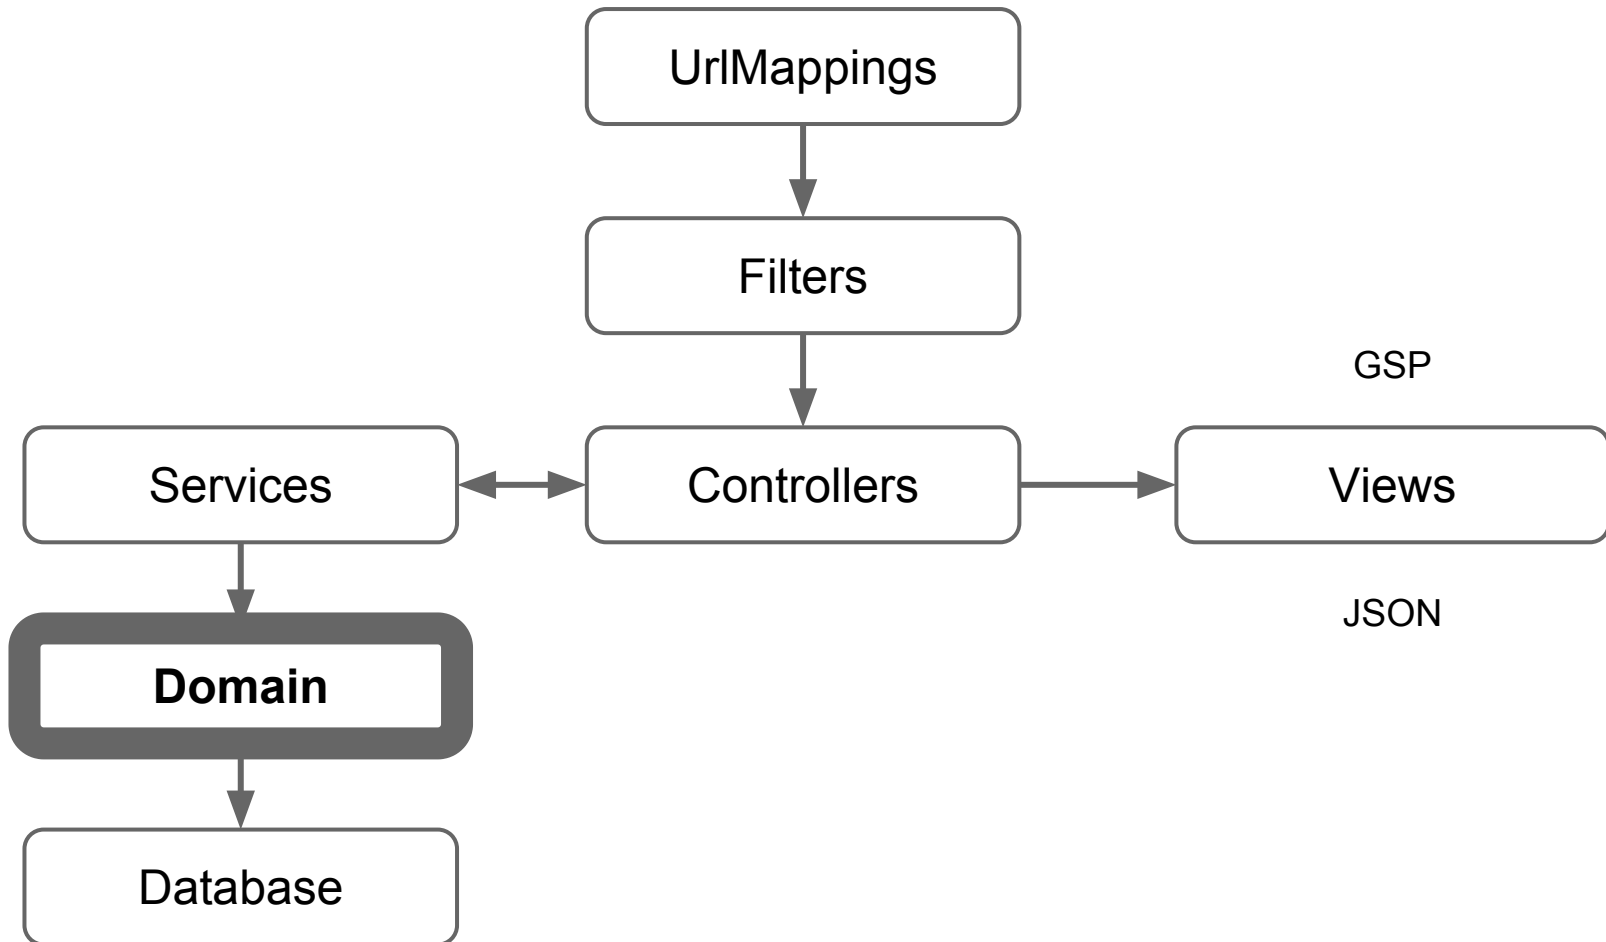 UrlMappings
Filters
GSP
Services
Controllers
Views
JSON
Domain
Database